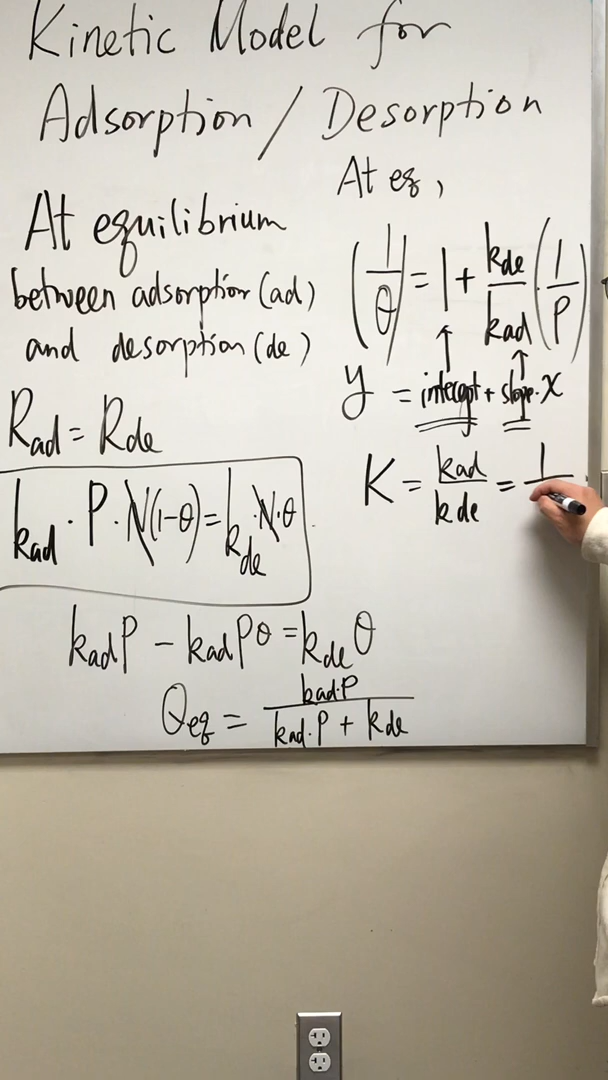 Kinetic Model for
Adsorption / Desorption
At equilibrium
between adsorption (ad)
and desorption (de)
Rad = Rde
kad · P · N(1-θ) = kde · N · θ
kadP - kadPθ = kdeθ
θeq = kad·P / (kad·P + kde)
At eq,
(1/θ) = 1 + kde/kad (1/P)
y = intercept + slope · x
K = kad/kde = 1